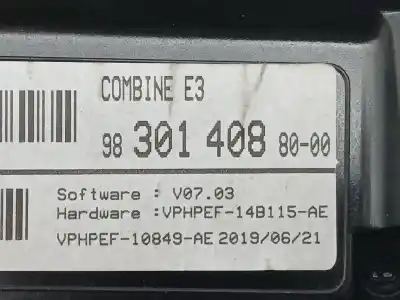 COMBINE E3
98 301 408 80-00
Software : V07.03
Hardware :VPHPEF-14B115-AE
VPHPEF-10849-AE 2019/06/21